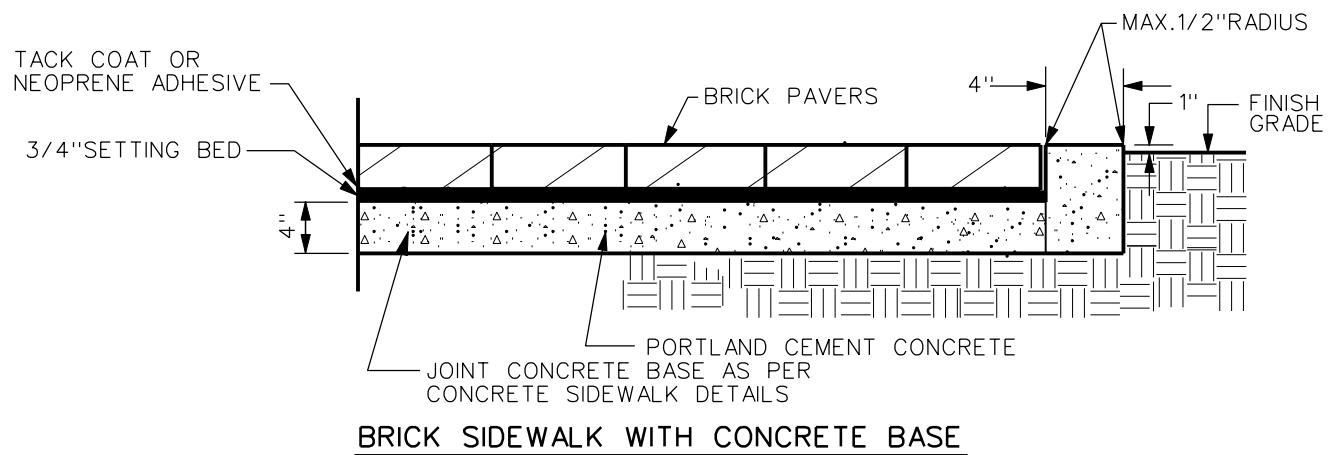 MAX.1/2"RADIUS
TACK COAT OR
NEOPRENE ADHESIVE
4"
BRICK PAVERS
1"
FINISH
GRADE
3/4"SETTING BED
4"
PORTLAND CEMENT CONCRETE
JOINT CONCRETE BASE AS PER
CONCRETE SIDEWALK DETAILS
BRICK SIDEWALK WITH CONCRETE BASE